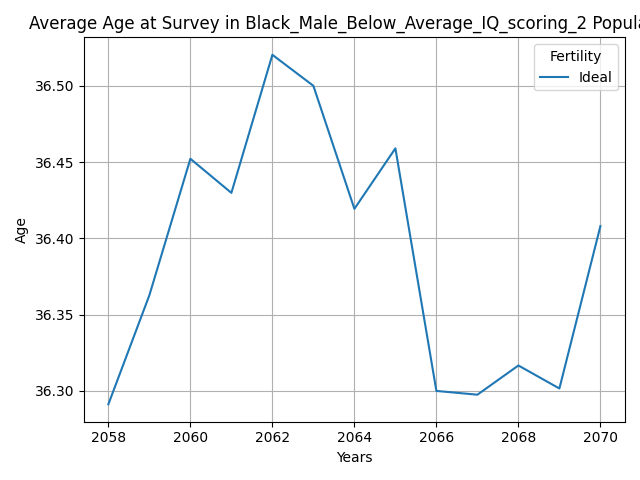 Average Age at Survey in Black_Male_Below_Average_IQ_scoring_2 Popula
Fertility
Ideal
36.50
36.45
36.40
36.35
36.30
Age
2058 2060 2062 2064 2066 2068 2070
Years